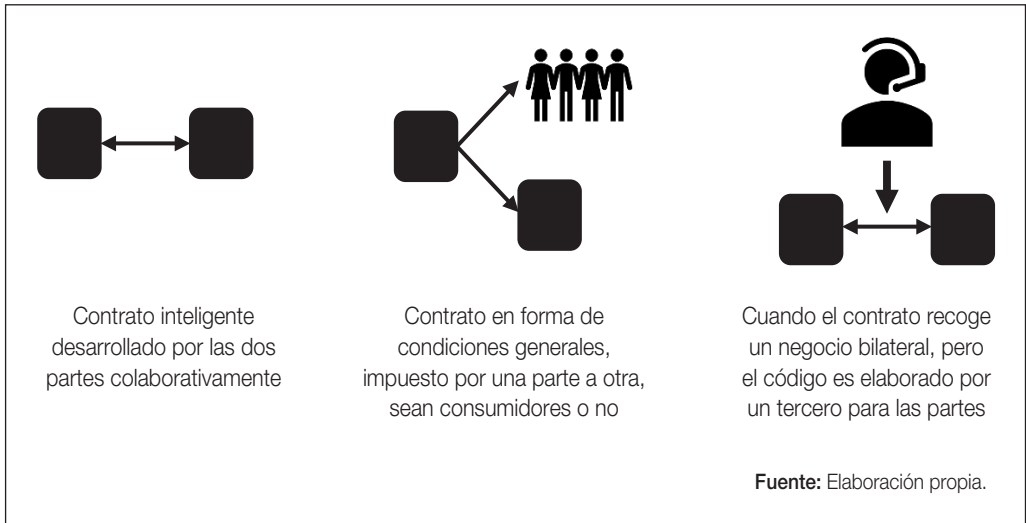 Contrato inteligente
desarrollado por las dos
partes colaborativamente
Contrato en forma de
condiciones generales,
impuesto por una parte a otra,
sean consumidores o no
Cuando el contrato recoge
un negocio bilateral, pero
el código es elaborado por
un tercero para las partes
Fuente: Elaboración propia.